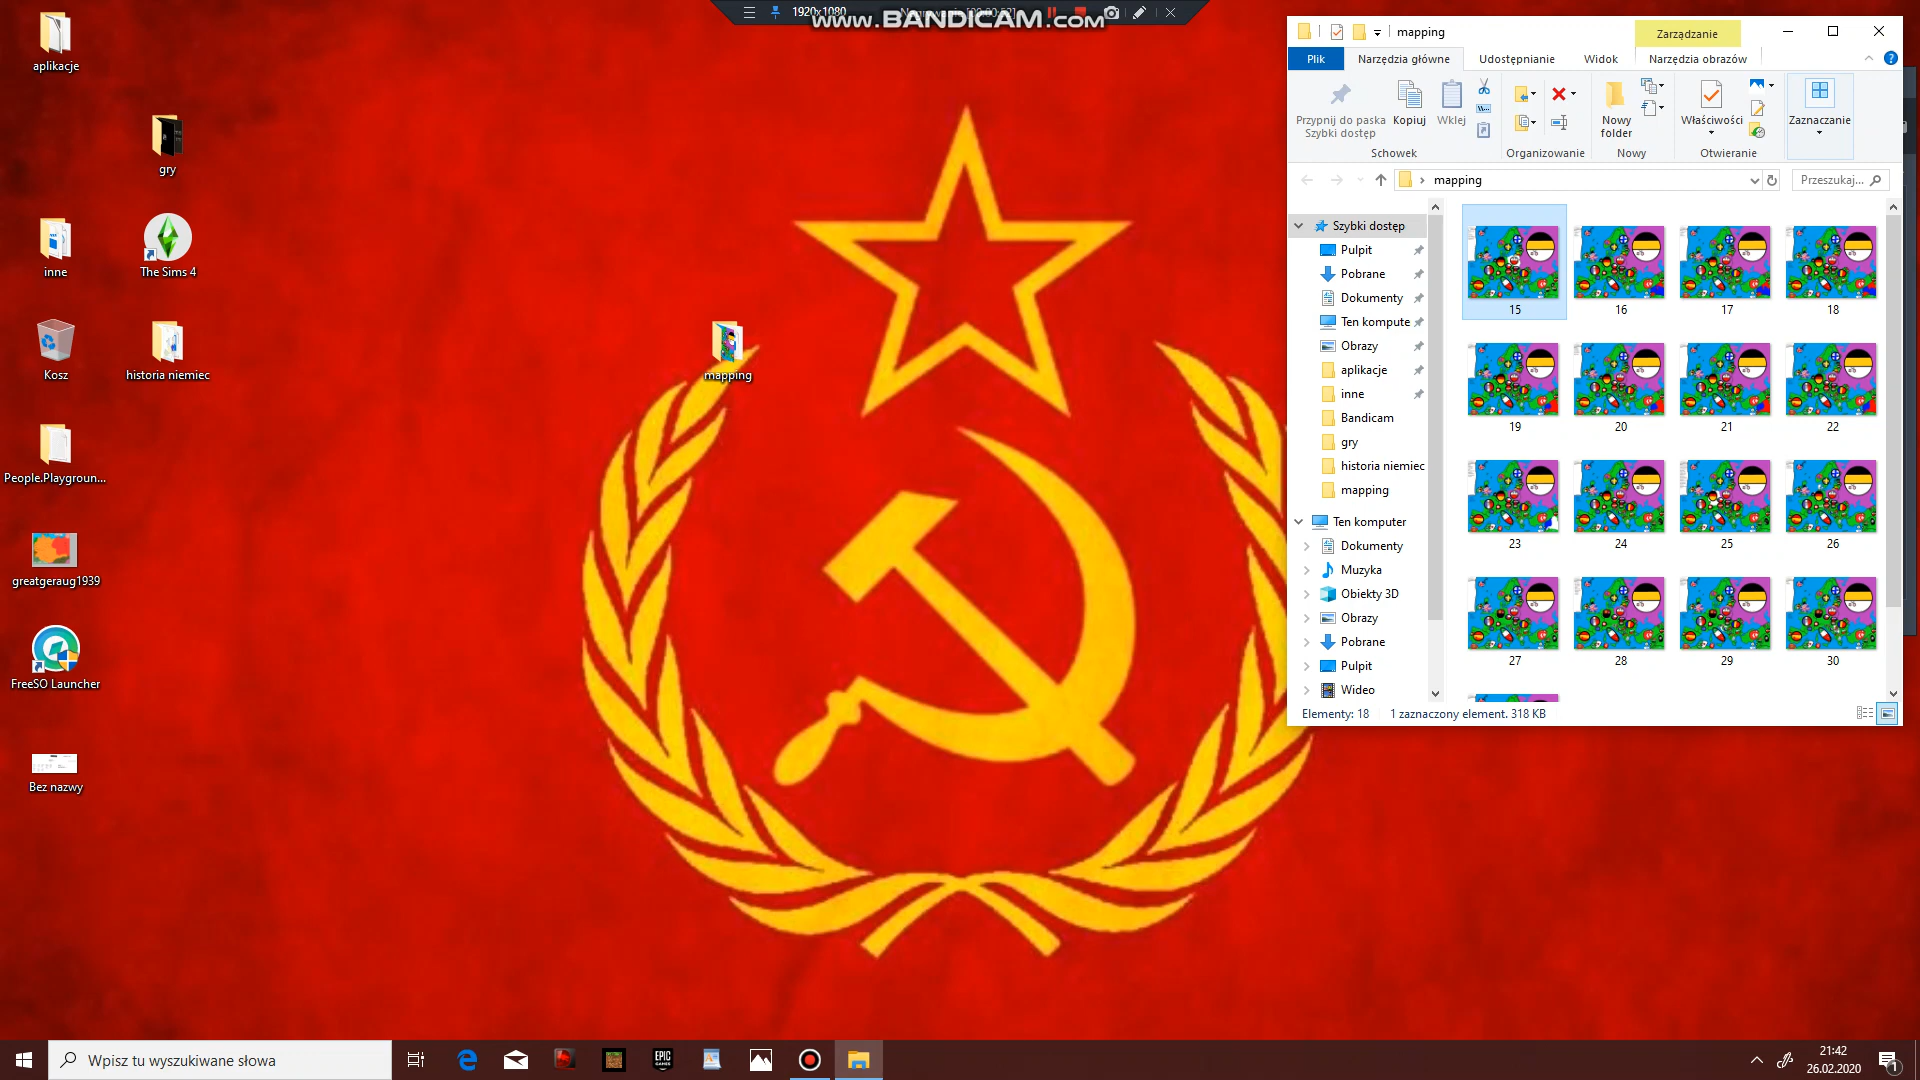 1920x1080
www.BANDICAM.com
aplikacje
gry
inne
The Sims 4
Kosz
historia niemiec
mapping
People.Playgroun...
greatgeraug1939
FreeSO Launcher
Bez nazwy
mapping
Zarządzanie
Plik
Narzędzia główne
Udostępnianie
Widok
Narzędzia obrazów
Przypnij do paska
Szybki dostęp
Kopiuj
Wklej
Nowy
folder
Właściwości
Zaznaczanie
Schowek
Organizowanie
Nowy
Otwieranie
mapping
Przeszukaj...
Szybki dostęp
Pulpit
Pobrane
Dokumenty
Ten kompute
Obrazy
aplikacje
inne
Bandicam
gry
historia niemiec
mapping
Ten komputer
Dokumenty
Muzyka
Obiekty 3D
Obrazy
Pobrane
Pulpit
Wideo
15
16
17
18
19
20
21
22
23
24
25
26
27
28
29
30
Elementy: 18
1 zaznaczony element. 318 KB
Wpisz tu wyszukiwane słowa
EPIC
GAMES
21:42
26.02.2020
1